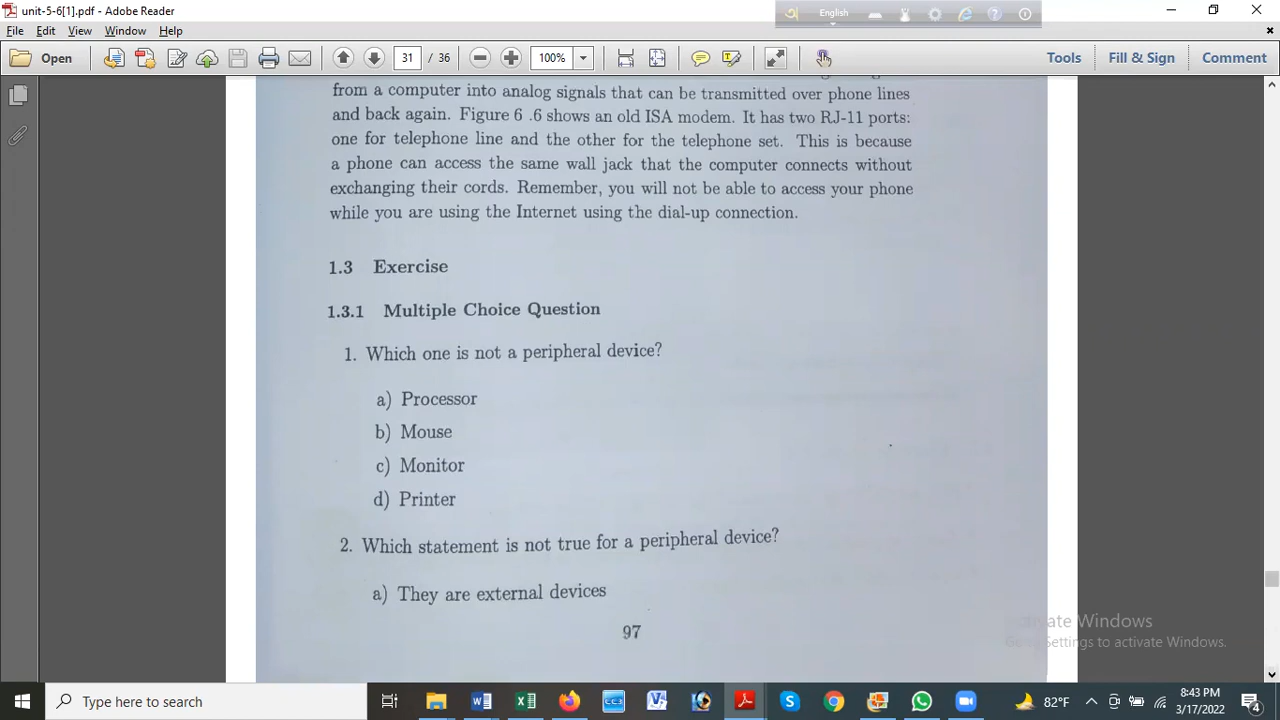 unit-5-6[1].pdf - Adobe Reader
English
File Edit View Window Help
Open 31 / 36 100% Tools Fill & Sign Comment
from a computer into analog signals that can be transmitted over phone lines
and back again. Figure 6 .6 shows an old ISA modem. It has two RJ-11 ports:
one for telephone line and the other for the telephone set. This is because
a phone can access the same wall jack that the computer connects without
exchanging their cords. Remember, you will not be able to access your phone
while you are using the Internet using the dial-up connection.
1.3 Exercise
1.3.1 Multiple Choice Question
1. Which one is not a peripheral device?
a) Processor
b) Mouse
c) Monitor
d) Printer
2. Which statement is not true for a peripheral device?
a) They are external devices
97
Activate Windows
Go to Settings to activate Windows.
Type here to search
82°F
8:43 PM
3/17/2022
4